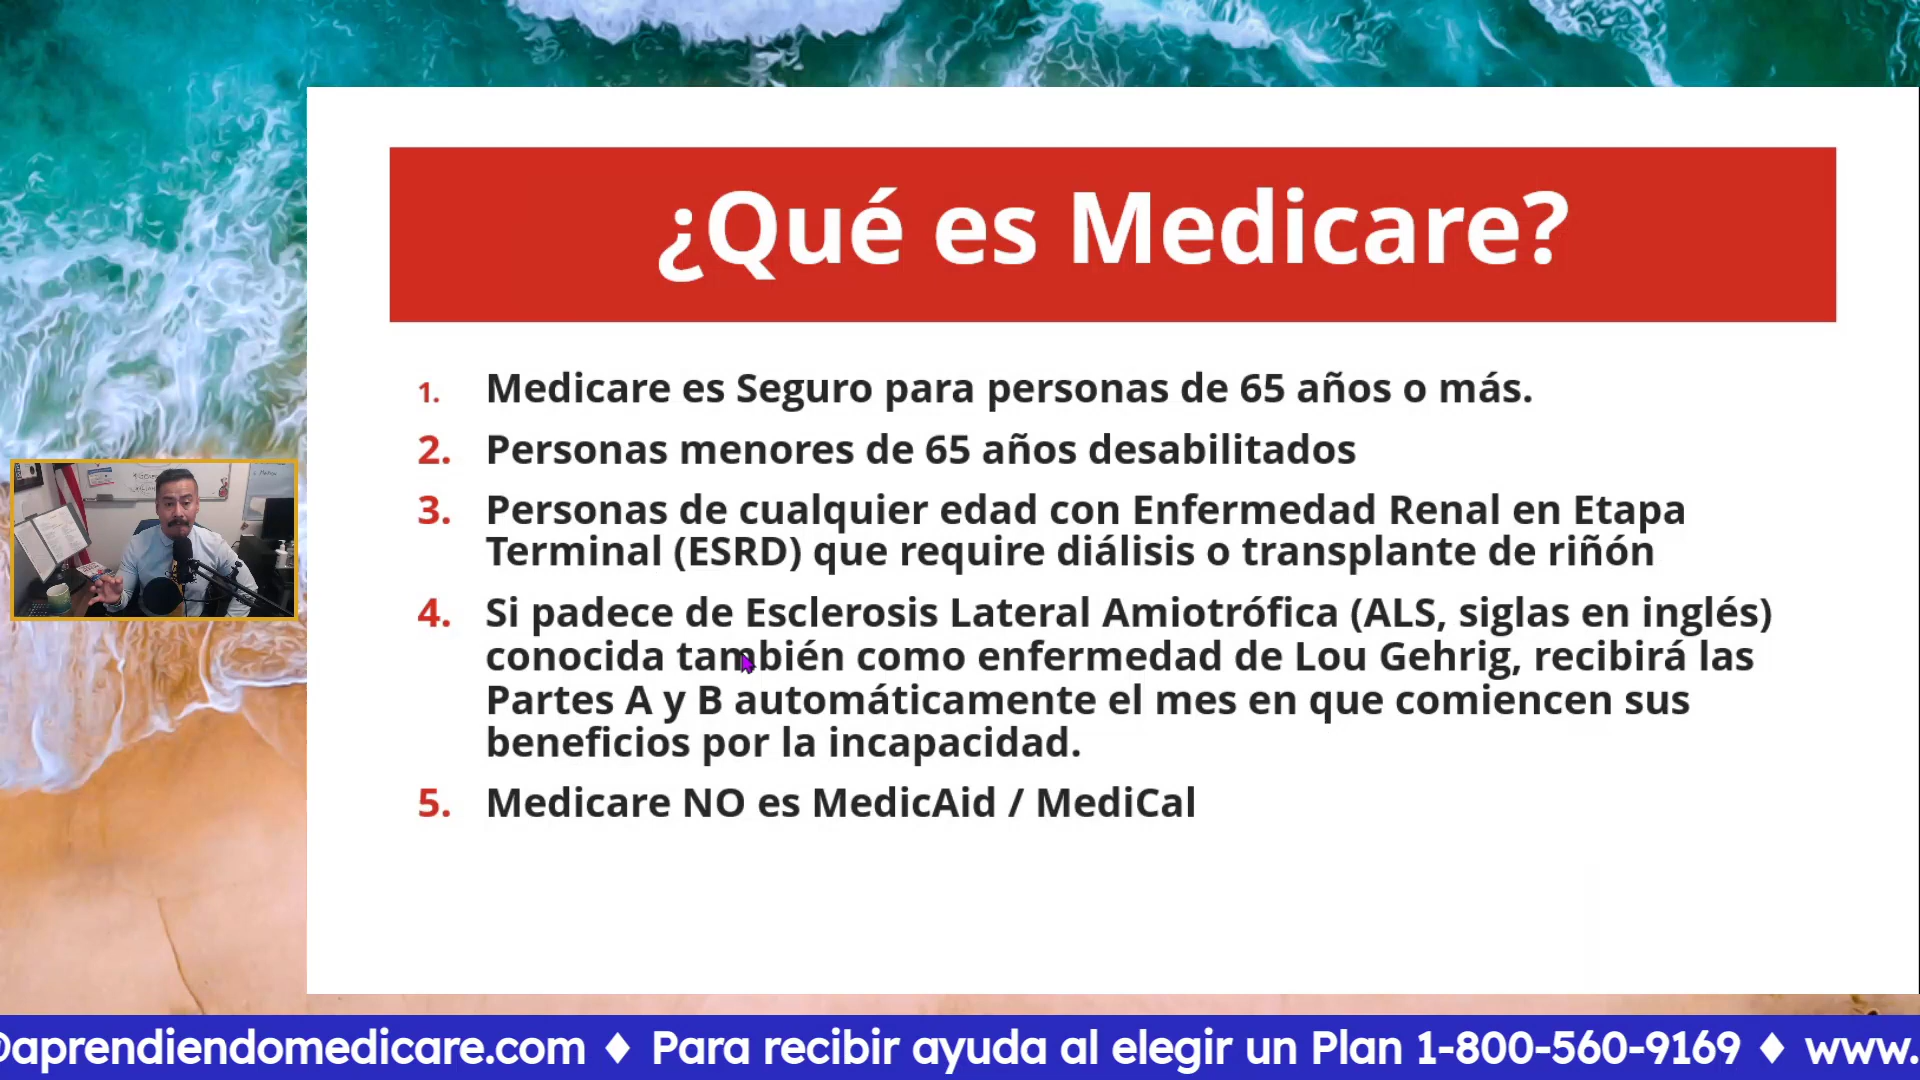 ¿Qué es Medicare?
1. Medicare es Seguro para personas de 65 años o más.
2. Personas menores de 65 años desabilitados
3. Personas de cualquier edad con Enfermedad Renal en Etapa
Terminal (ESRD) que require diálisis o transplante de riñón
4. Si padece de Esclerosis Lateral Amiotrófica (ALS, siglas en inglés)
conocida también como enfermedad de Lou Gehrig, recibirá las
Partes A y B automáticamente el mes en que comiencen sus
beneficios por la incapacidad.
5. Medicare NO es MedicAid / MediCal
@aprendiendomedicare.com ♦ Para recibir ayuda al elegir un Plan 1-800-560-9169 ♦ www.